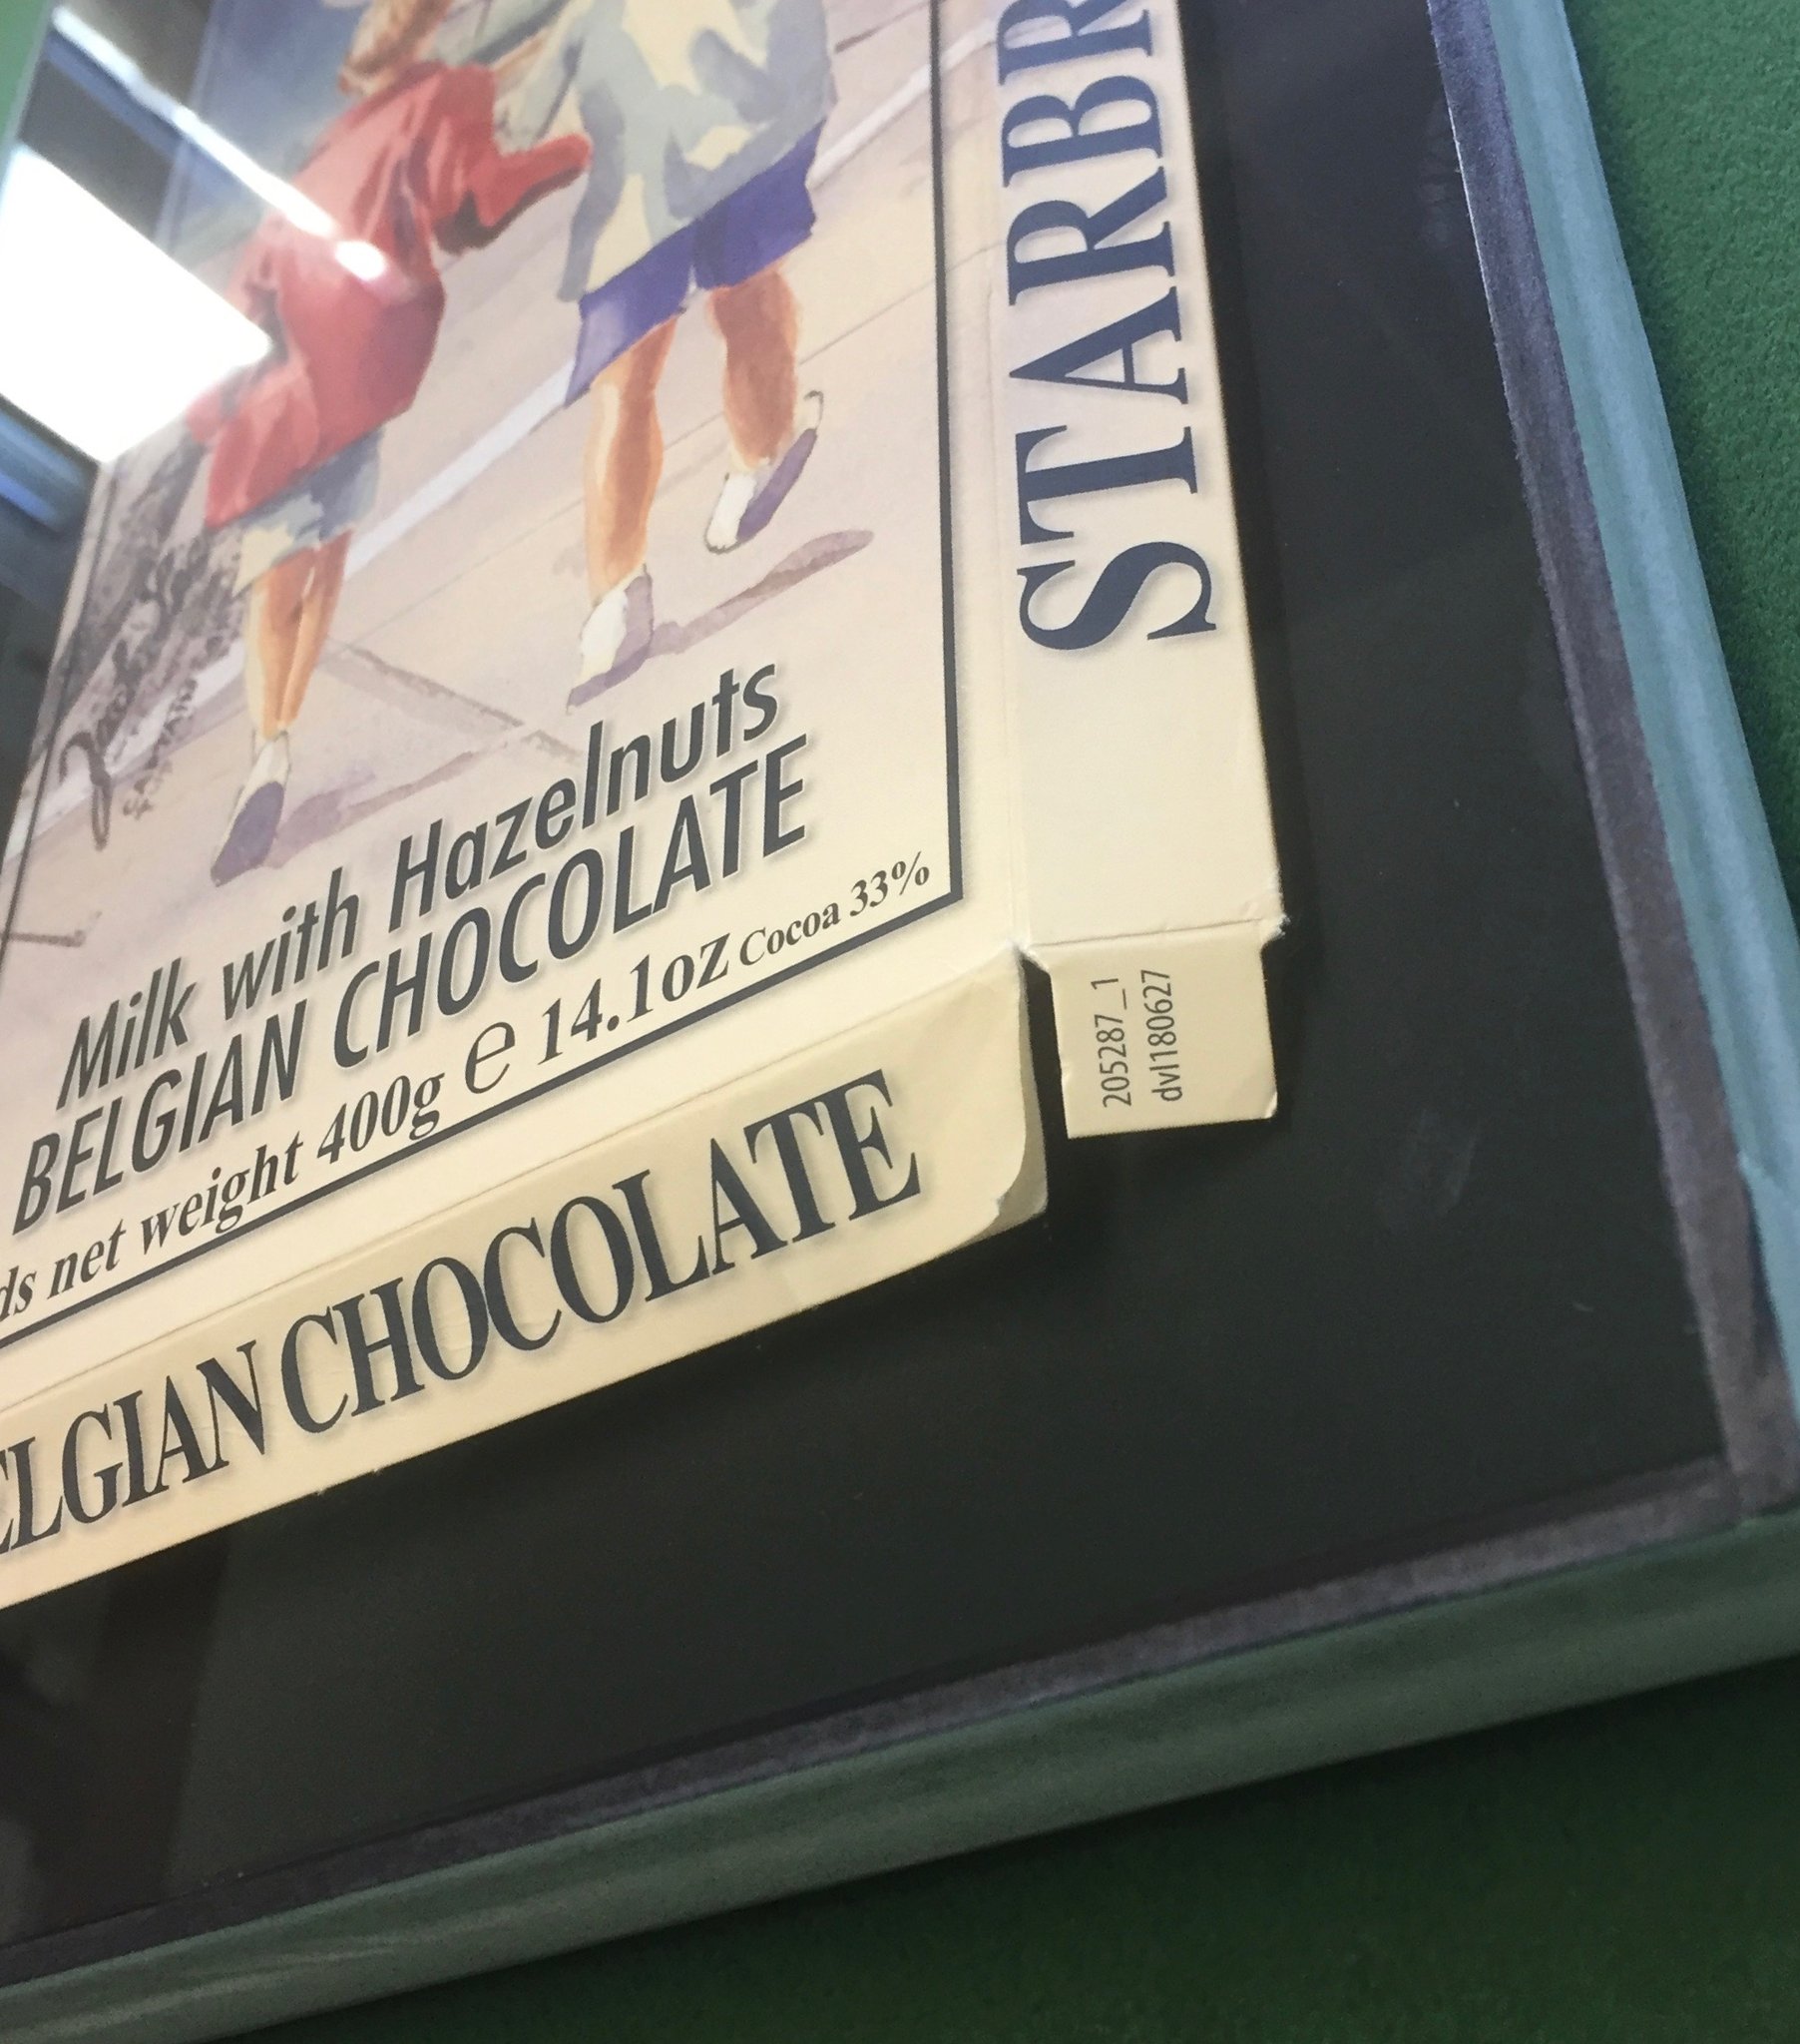 STARBR
Milk with Hazelnuts
BELGIAN CHOCOLATE
ds net weight 400g ℮ 14.1oz Cocoa 33%
205287_1
dvl180627
ELGIAN CHOCOLATE